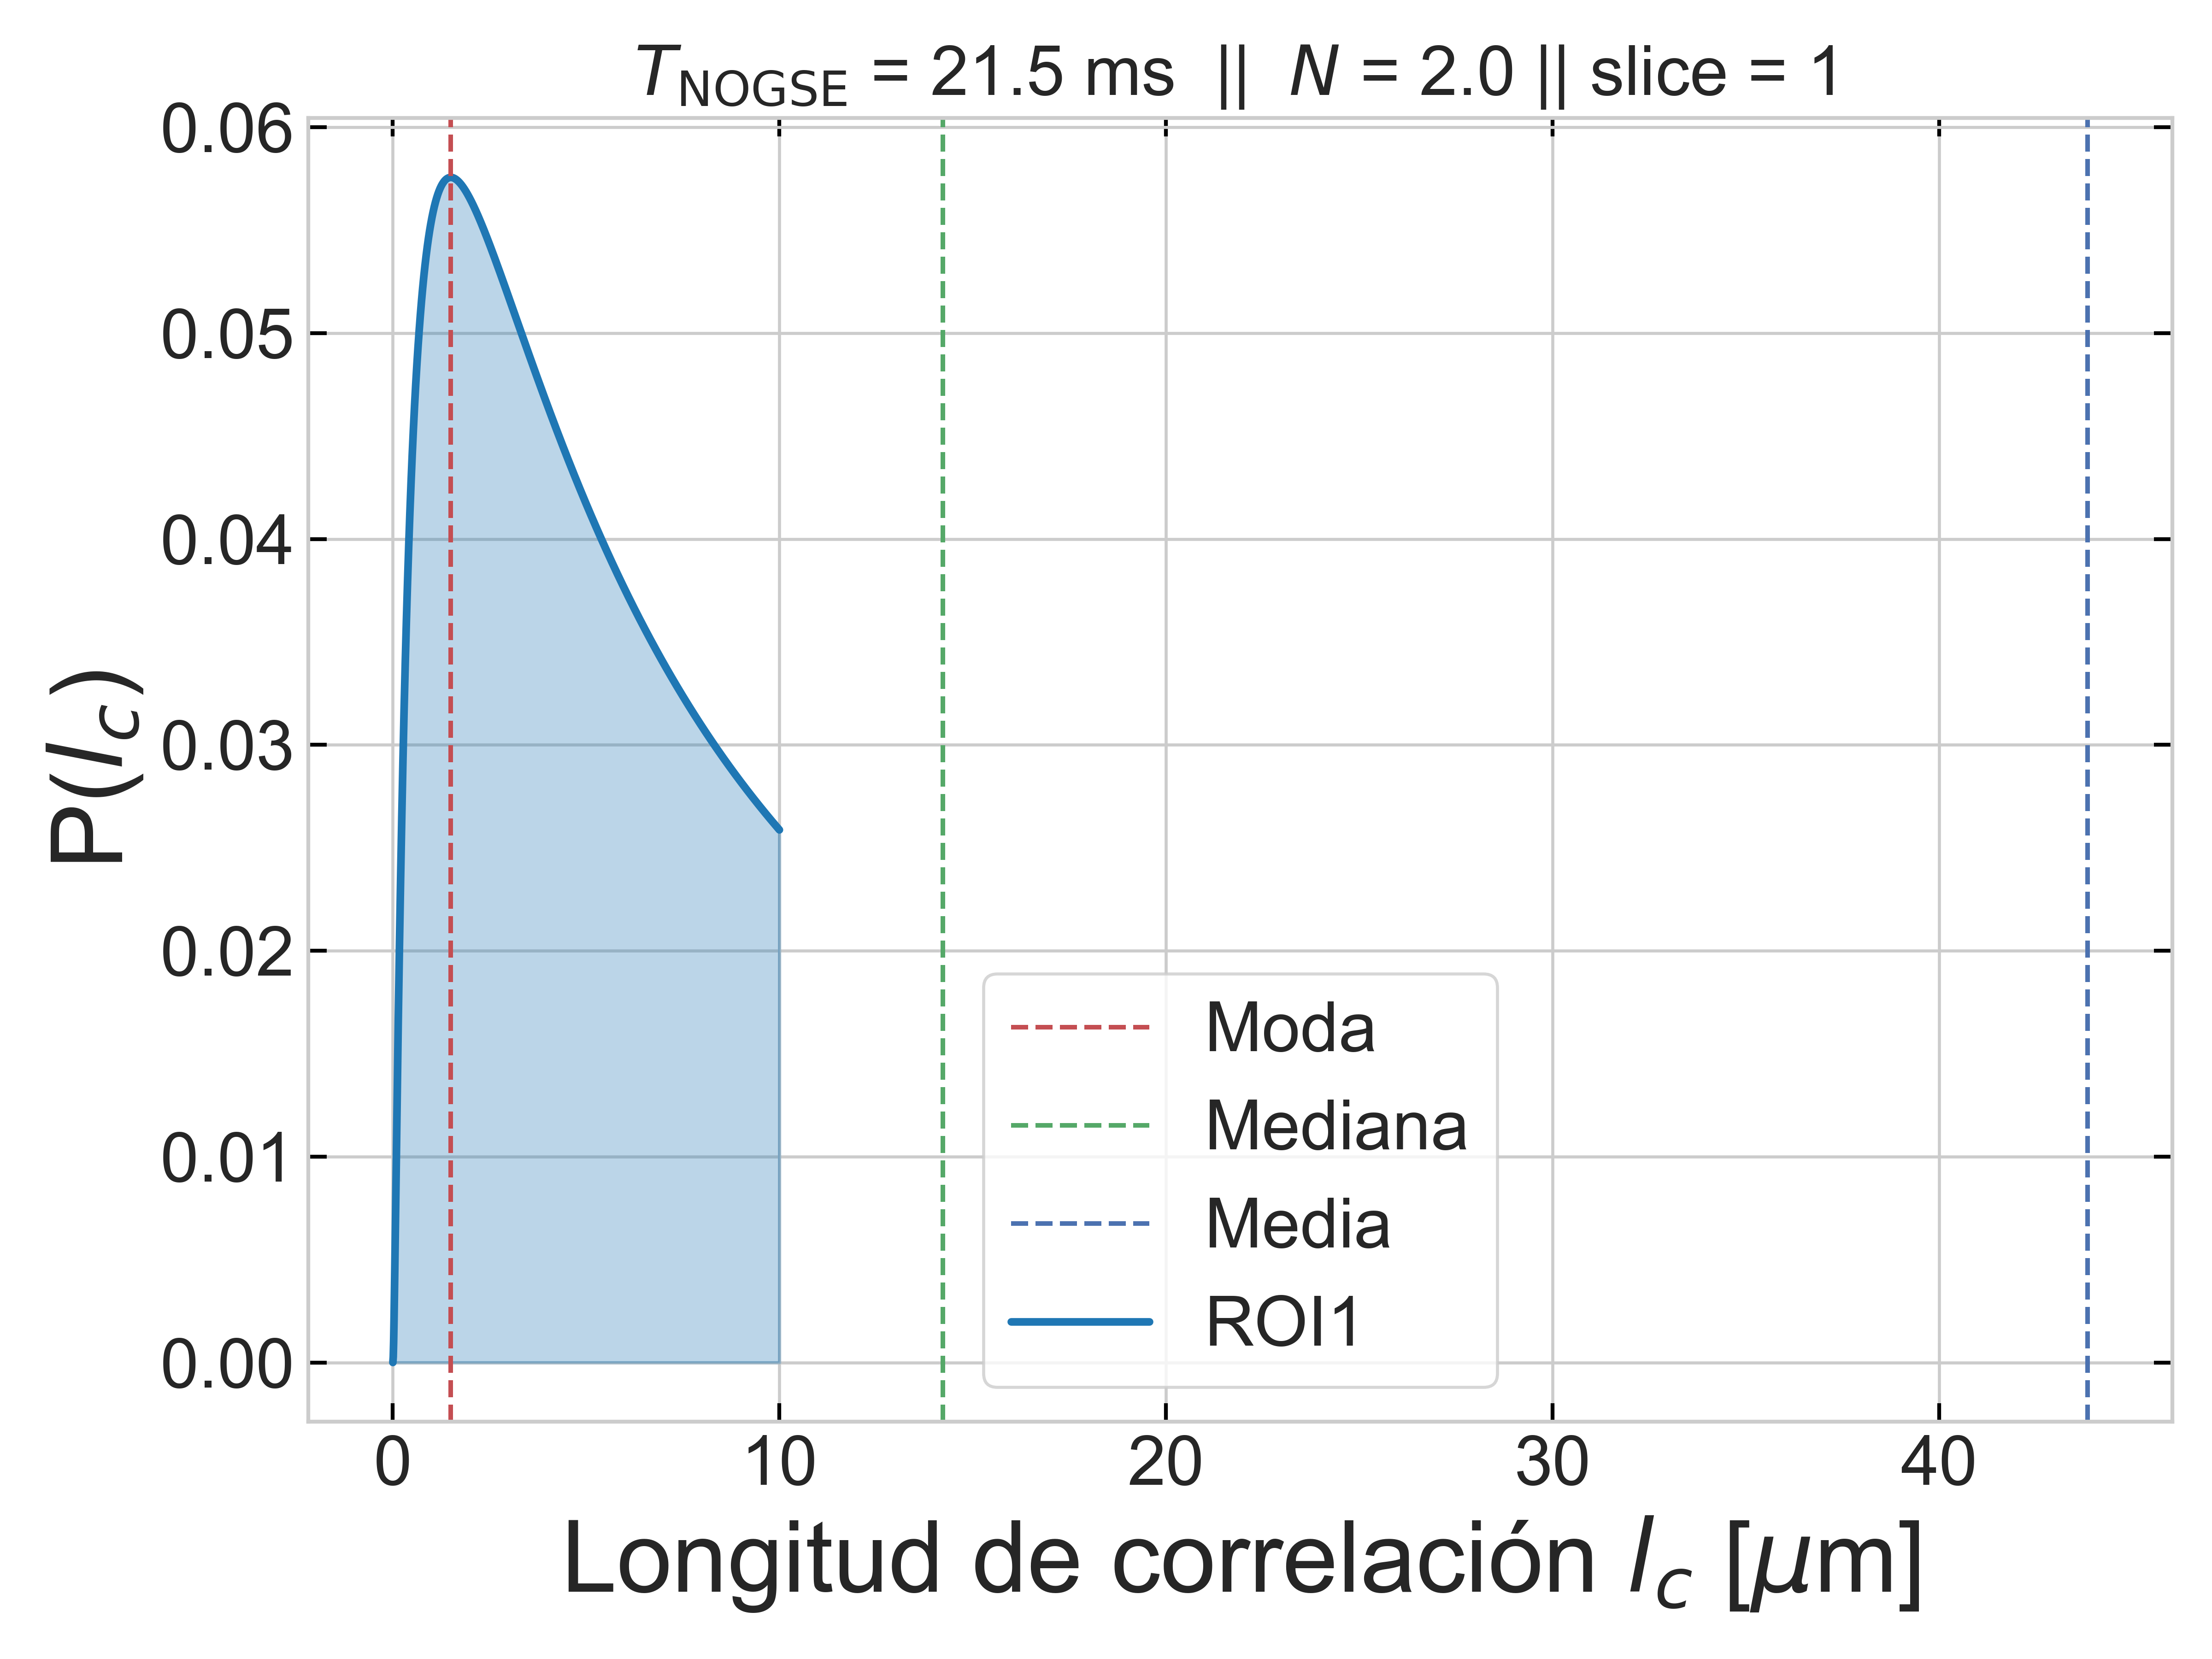 T_NOGSE = 21.5 ms || N = 2.0 || slice = 1
0.06
0.05
0.04
0.03
0.02
0.01
0.00
P(l_c)
Moda
Mediana
Media
ROI1
0 10 20 30 40
Longitud de correlación l_c [μm]